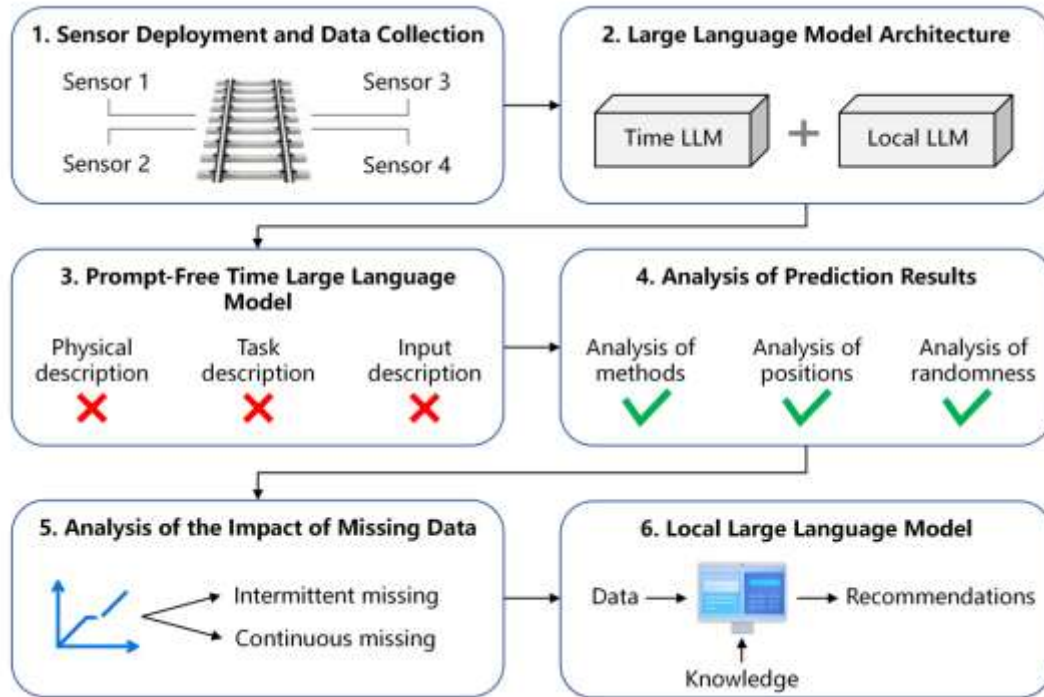 1. Sensor Deployment and Data Collection
Sensor 1
Sensor 3
Sensor 2
Sensor 4
2. Large Language Model Architecture
Time LLM
+
Local LLM
3. Prompt-Free Time Large Language
Model
Physical
description
Task
description
Input
description
4. Analysis of Prediction Results
Analysis of
methods
Analysis of
positions
Analysis of
randomness
5. Analysis of the Impact of Missing Data
Intermittent missing
Continuous missing
6. Local Large Language Model
Data
Recommendations
Knowledge